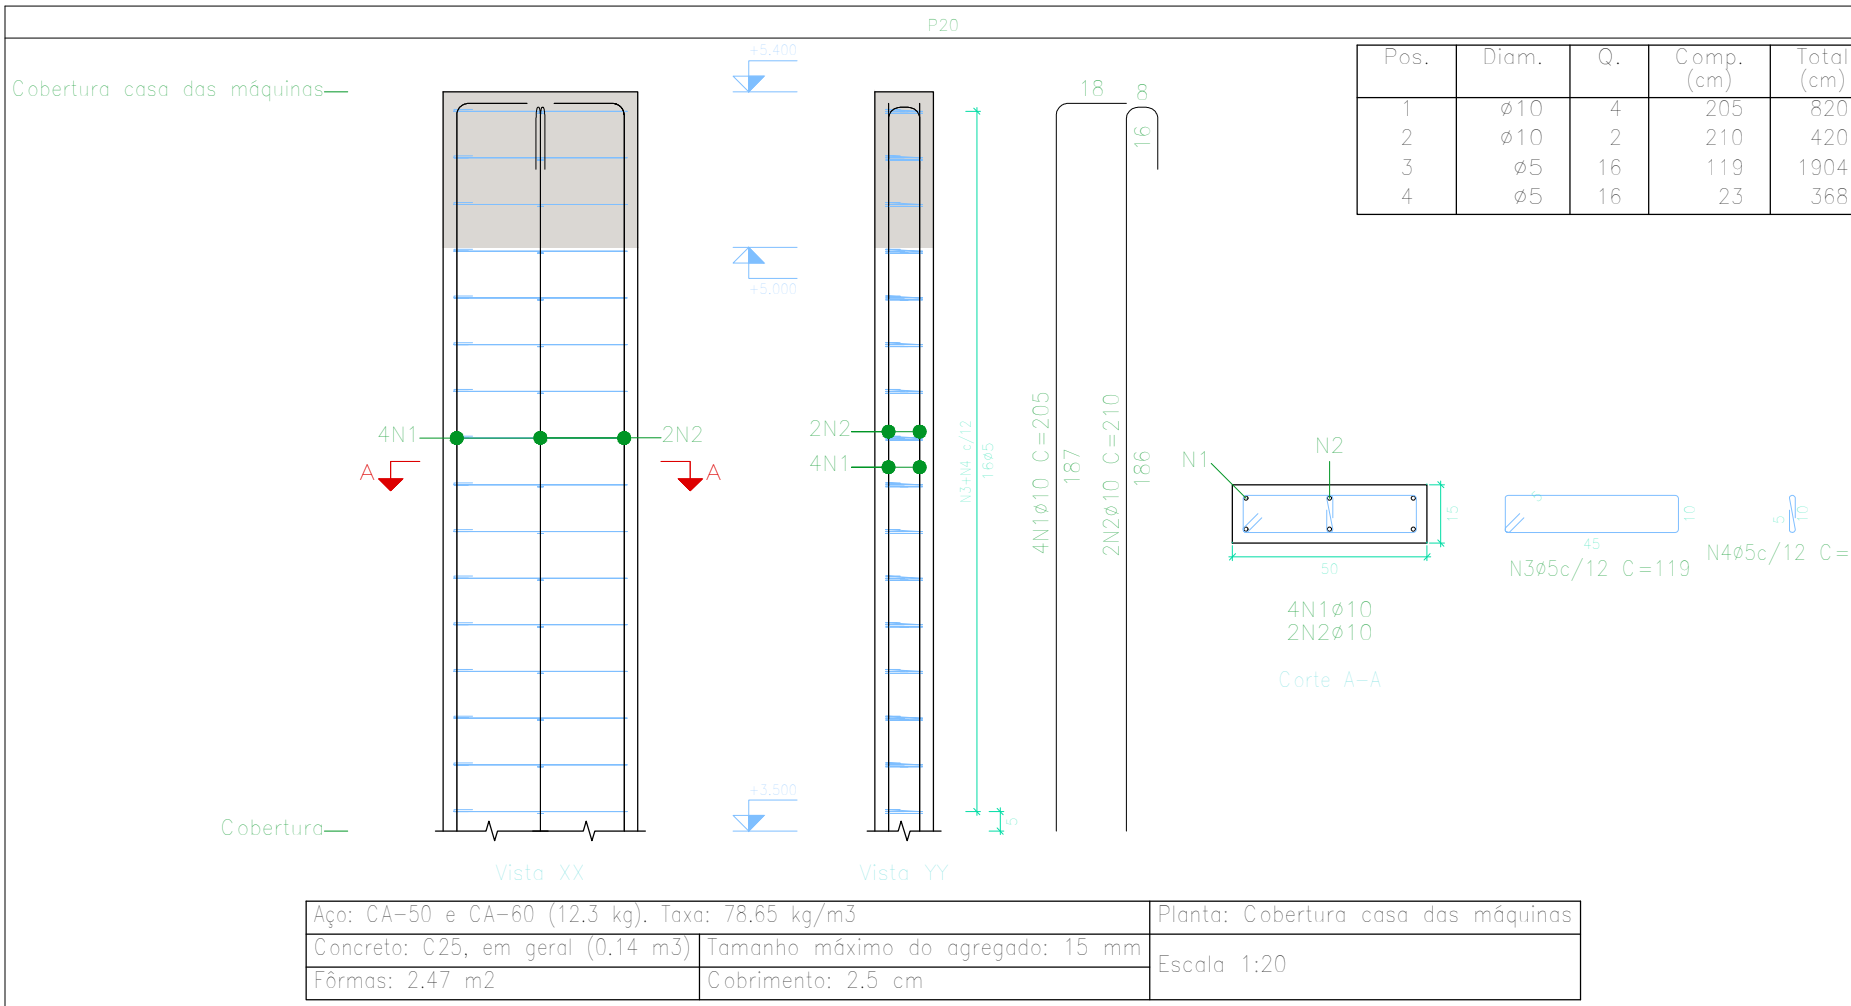 P20
+5.400
Cobertura casa das máquinas
Pos. Diam. Q. Comp. (cm) Total (cm)
1 ø10 4 205 820
2 ø10 2 210 420
3 ø5 16 119 1904
4 ø5 16 23 368
18 8
16
+5.000
4N1 2N2
A A
2N2
4N1
N3+N4 c/12
16ø5
4N1ø10 C=205
187
2N2ø10 C=210
186
N1 N2
15
50
4N1ø10
2N2ø10
Corte A-A
5
10
45
N3ø5c/12 C=119
5
10
N4ø5c/12 C=
+3.500
5
Cobertura
Vista XX
Vista YY
Aço: CA-50 e CA-60 (12.3 kg). Taxa: 78.65 kg/m3
Planta: Cobertura casa das máquinas
Concreto: C25, em geral (0.14 m3)
Tamanho máximo do agregado: 15 mm
Escala 1:20
Fôrmas: 2.47 m2
Cobrimento: 2.5 cm